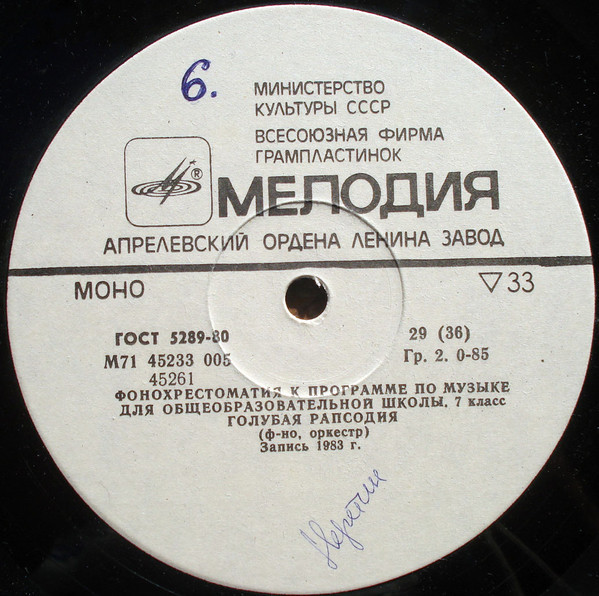 6.
МИНИСТЕРСТВО
КУЛЬТУРЫ СССР
ВСЕСОЮЗНАЯ ФИРМА
ГРАМПЛАСТИНОК
®
МЕЛОДИЯ
АПРЕЛЕВСКИЙ ОРДЕНА ЛЕНИНА ЗАВОД
МОНО ▽33
ГОСТ 5289-80 29 (36)
М71 45233 005 Гр. 2. 0-85
45261
ФОНОХРЕСТОМАТИЯ К ПРОГРАММЕ ПО МУЗЫКЕ
ДЛЯ ОБЩЕОБРАЗОВАТЕЛЬНОЙ ШКОЛЫ, 7 класс
ГОЛУБАЯ РАПСОДИЯ
(ф-но, оркестр)
Запись 1983 г.